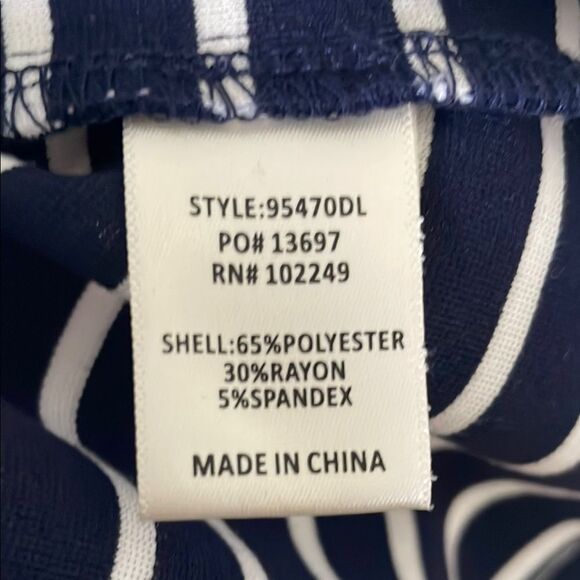 STYLE:95470DL
PO# 13697
RN# 102249
SHELL:65%POLYESTER
30%RAYON
5%SPANDEX
MADE IN CHINA